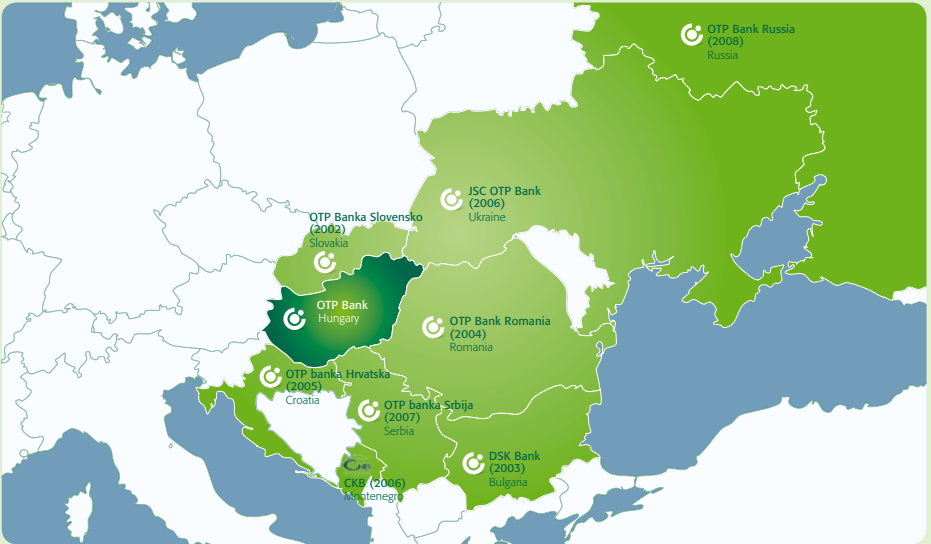 OTP Bank Russia
(2008)
Russia
JSC OTP Bank
(2006)
Ukraine
OTP Banka Slovensko
(2002)
Slovakia
OTP Bank
Hungary
OTP Bank Romania
(2004)
Romania
OTP banka Hrvatska
(2005)
Croatia
OTP banka Srbija
(2007)
Serbia
DSK Bank
(2003)
Bulgaria
CKB (2006)
Montenegro